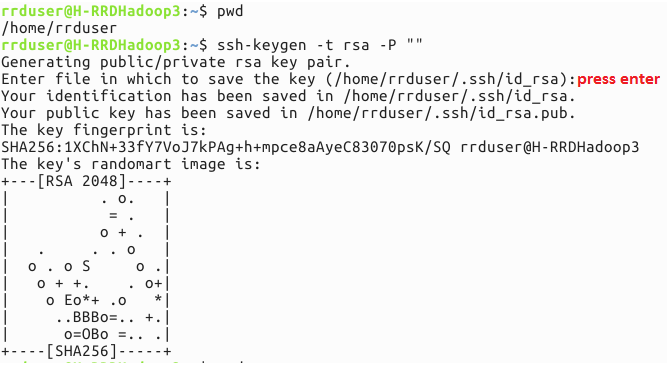 rrduser@H-RRDHadoop3:~$ pwd
/home/rrduser
rrduser@H-RRDHadoop3:~$ ssh-keygen -t rsa -P ""
Generating public/private rsa key pair.
Enter file in which to save the key (/home/rrduser/.ssh/id_rsa):press enter
Your identification has been saved in /home/rrduser/.ssh/id_rsa.
Your public key has been saved in /home/rrduser/.ssh/id_rsa.pub.
The key fingerprint is:
SHA256:1XChN+33fY7VoJ7kPAg+h+mpce8aAyeC83070psK/SQ rrduser@H-RRDHadoop3
The key's randomart image is:
+---[RSA 2048]----+
|           . o.   |
|            = .   |
|           o + .  |
|   .      . . o   |
|  o . o S      o .|
|   o + +.    . o+|
|    o Eo*+ .o   *|
|     ..BBBo=.. +.|
|      o=OBo =.. .|
+----[SHA256]-----+